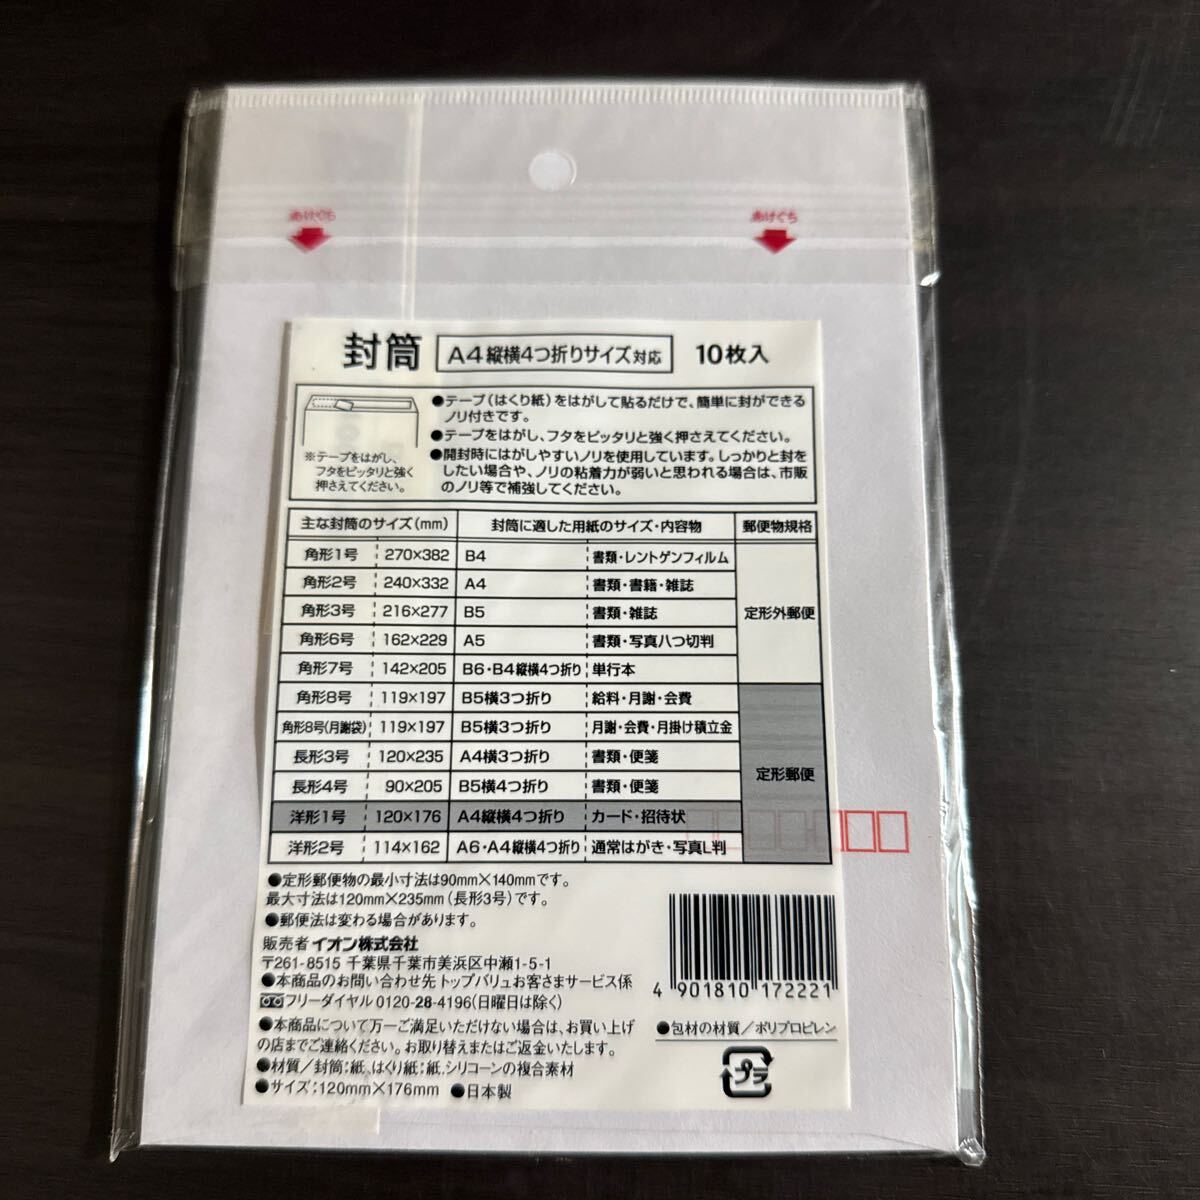 あけぐち
あけぐち
封筒 A4縦横4つ折りサイズ対応 10枚入
●テープ(はくり紙)をはがして貼るだけで、簡単に封ができる
ノリ付きです。
●テープをはがし、フタをピッタリと強く押さえてください。
●開封時にはがしやすいノリを使用しています。しっかりと封を
したい場合や、ノリの粘着力が弱いと思われる場合は、市販
のノリ等で補強してください。
※テープをはがし、
フタをピッタリと強く
押さえてください。
主な封筒のサイズ(mm) 封筒に適した用紙のサイズ・内容物 郵便物規格
角形1号 270×382 B4 書類・レントゲンフィルム
角形2号 240×332 A4 書類・書籍・雑誌
角形3号 216×277 B5 書類・雑誌 定形外郵便
角形6号 162×229 A5 書類・写真八つ切判
角形7号 142×205 B6・B4縦横4つ折り 単行本
角形8号 119×197 B5横3つ折り 給料・月謝・会費
角形8号(月謝袋) 119×197 B5横3つ折り 月謝・会費・月掛け積立金
長形3号 120×235 A4横3つ折り 書類・便箋 定形郵便
長形4号 90×205 B5横4つ折り 書類・便箋
洋形1号 120×176 A4縦横4つ折り カード・招待状
洋形2号 114×162 A6・A4縦横4つ折り 通常はがき・写真L判
●定形郵便物の最小寸法は90mm×140mmです。
最大寸法は120mm×235mm(長形3号)です。
●郵便法は変わる場合があります。
販売者 イオン株式会社
〒261-8515 千葉県千葉市美浜区中瀬1-5-1
●本商品のお問い合わせ先 トップバリュお客さまサービス係
フリーダイヤル 0120-28-4196(日曜日は除く)
●本商品について万一ご満足いただけない場合は、お買い上げ
の店までご連絡ください。お取り替えまたはご返金いたします。
●材質/封筒:紙、はくり紙:紙、シリコーンの複合素材
●サイズ:120mm×176mm ●日本製
4 901810 172221
●包材の材質/ポリプロピレン
プラ